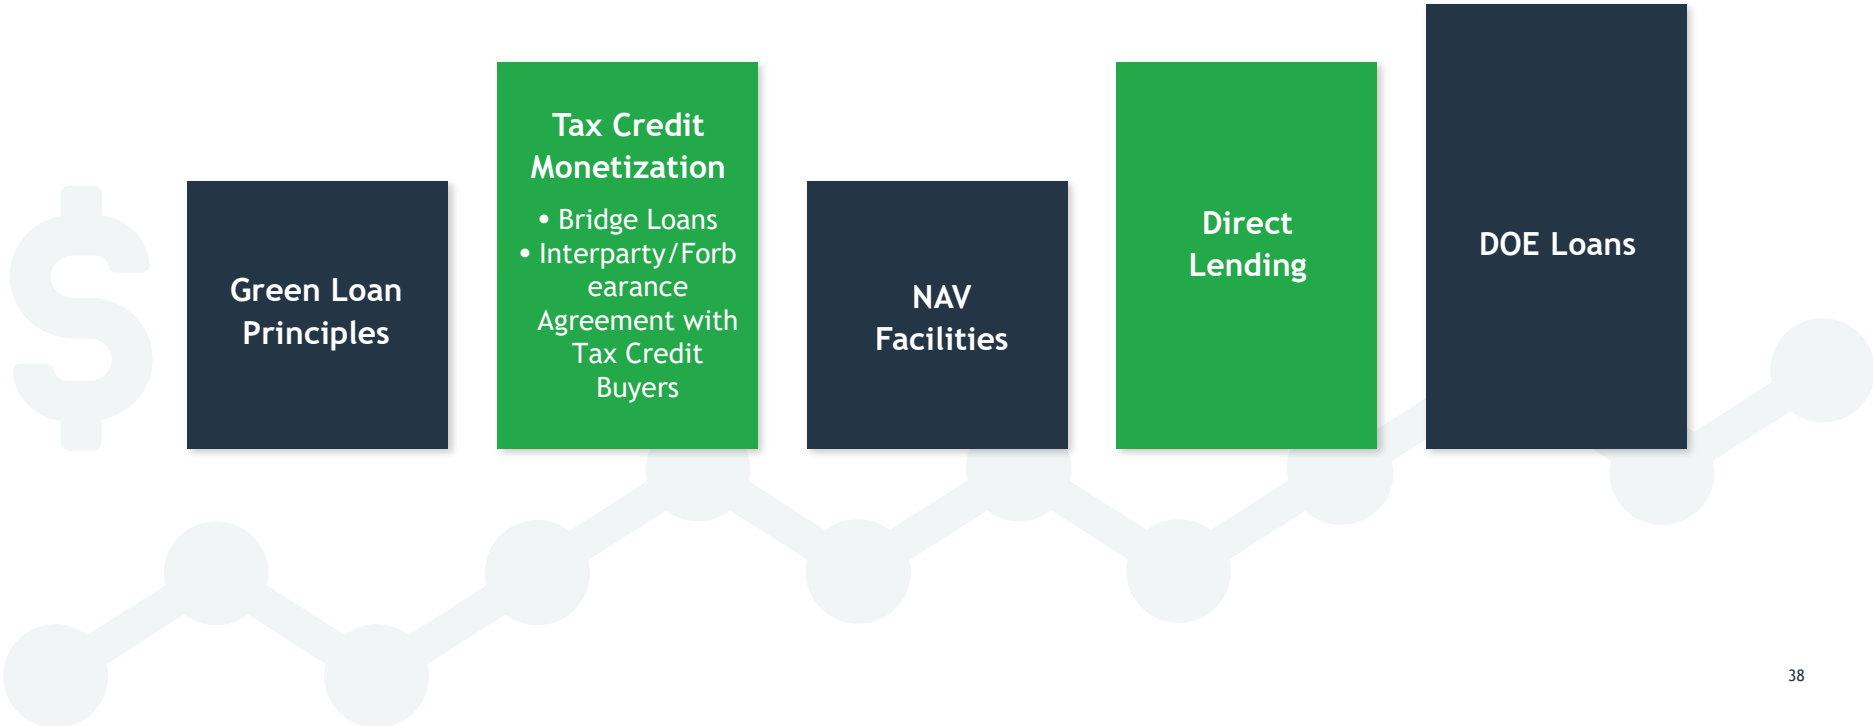 Green Loan
Principles
Tax Credit
Monetization
• Bridge Loans
• Interparty/Forb
earance
Agreement with
Tax Credit
Buyers
NAV
Facilities
Direct
Lending
DOE Loans
38